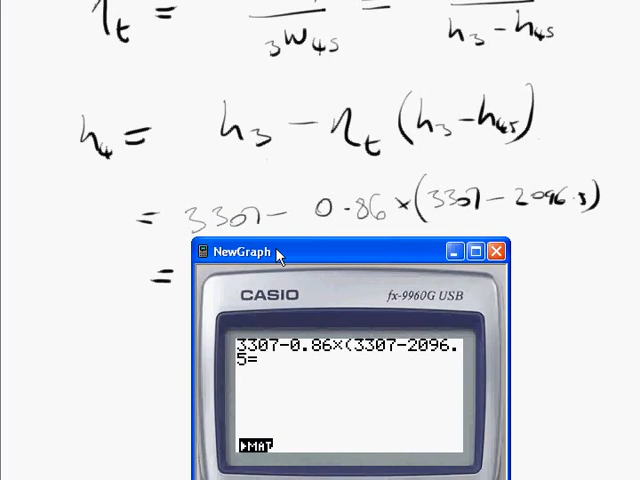 ηt = ₃W₄s = h₃ - h₄s
h₄ = h₃ - ηt (h₃ - h₄s)
= 3307 - 0.86 × (3307 - 2096.5)
NewGraph
=
CASIO fx-9960G USB
3307-0.86×(3307-2096.
5=
▶MAT